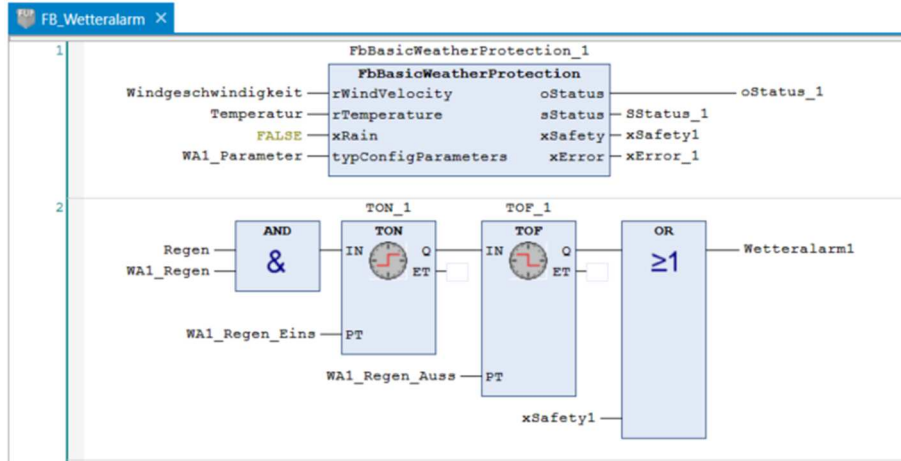 FB_Wetteralarm
1
FbBasicWeatherProtection_1
FbBasicWeatherProtection
Windgeschwindigkeit rWindVelocity oStatus oStatus_1
Temperatur rTemperature sStatus SStatus_1
FALSE xRain xSafety xSafety1
WA1_Parameter typConfigParameters xError xError_1
2
TON_1 TOF_1
AND TON TOF OR
Regen & IN Q IN Q ≥1 Wetteralarm1
WA1_Regen ET ET
WA1_Regen_Eins PT
WA1_Regen_Auss PT
xSafety1